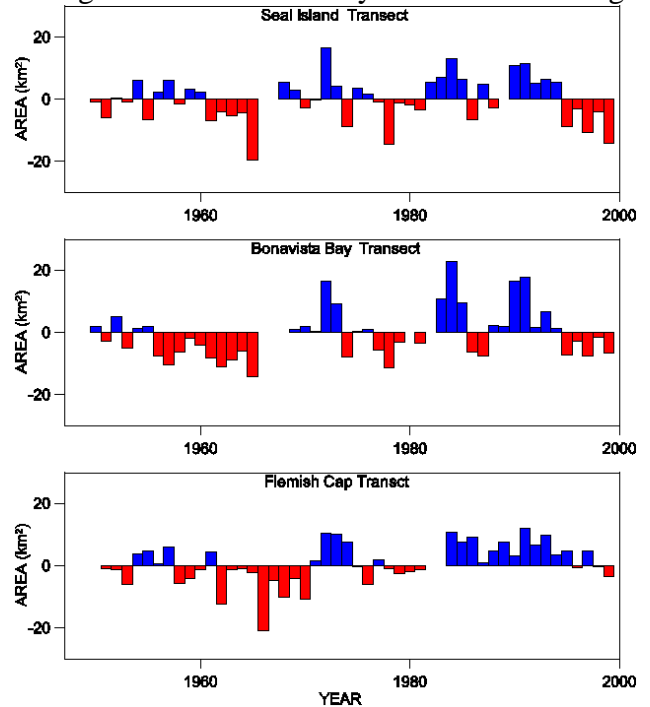 Seal Island Transect
20
0
-20
AREA (km²)
1960 1980 2000
Bonavista Bay Transect
20
0
-20
AREA (km²)
1960 1980 2000
Flemish Cap Transct
20
0
-20
AREA (km²)
1960 1980 2000
YEAR